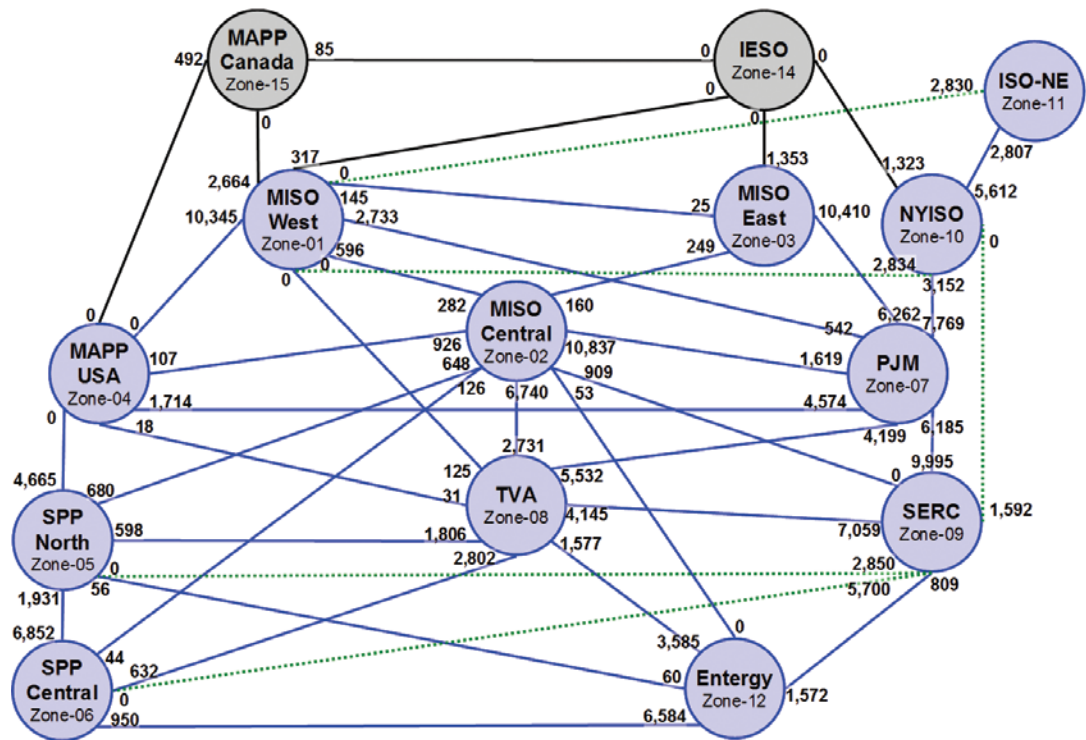 MAPP
Canada
Zone-15
492
85
0
0
IESO
Zone-14
0
0
0
0
2,830
ISO-NE
Zone-11
2,807
317
0
1,353
1,323
2,664
145
5,612
10,345
MISO
West
Zone-01
2,733
596
0
0
25
MISO
East
Zone-03
10,410
249
NYISO
Zone-10
0
2,834
3,152
0
0
282
MISO
Central
Zone-02
160
6,262
7,769
542
MAPP
USA
Zone-04
107
926
648
126
10,837
909
1,619
PJM
Zone-07
6,740
53
0
1,714
4,574
6,185
18
4,199
2,731
9,995
4,665
680
125
31
TVA
Zone-08
5,532
0
SPP
North
Zone-05
598
1,806
4,145
7,059
SERC
Zone-09
1,592
2,802
1,577
0
56
2,850
5,700
809
1,931
6,852
0
44
632
3,585
SPP
Central
Zone-06
0
60
Entergy
Zone-12
1,572
950
6,584